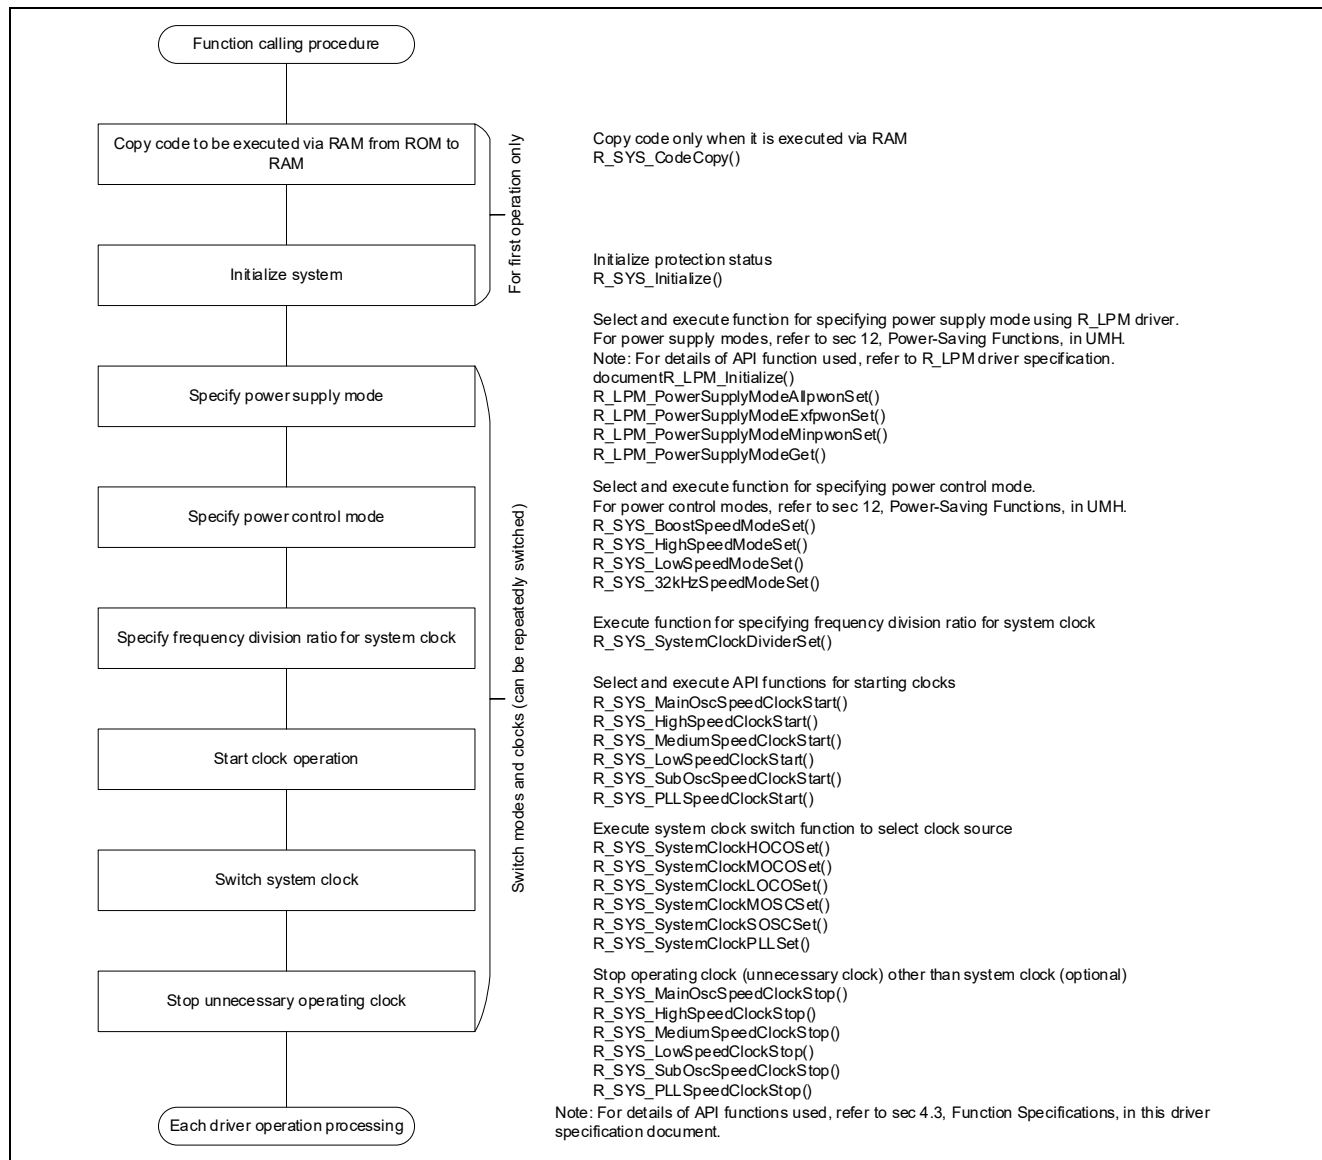 Function calling procedure
Copy code to be executed via RAM from ROM to
RAM
Copy code only when it is executed via RAM
R_SYS_CodeCopy()
For first operation only
Initialize system
Initialize protection status
R_SYS_Initialize()
Specify power supply mode
Select and execute function for specifying power supply mode using R_LPM driver.
For power supply modes, refer to sec 12, Power-Saving Functions, in UMH.
Note: For details of API function used, refer to R_LPM driver specification.
documentR_LPM_Initialize()
R_LPM_PowerSupplyModeAllpwonSet()
R_LPM_PowerSupplyModeExfpwonSet()
R_LPM_PowerSupplyModeMinpwonSet()
R_LPM_PowerSupplyModeGet()
Specify power control mode
Select and execute function for specifying power control mode.
For power control modes, refer to sec 12, Power-Saving Functions, in UMH.
R_SYS_BoostSpeedModeSet()
R_SYS_HighSpeedModeSet()
R_SYS_LowSpeedModeSet()
R_SYS_32kHzSpeedModeSet()
Switch modes and clocks (can be repeatedly switched)
Specify frequency division ratio for system clock
Execute function for specifying frequency division ratio for system clock
R_SYS_SystemClockDividerSet()
Start clock operation
Select and execute API functions for starting clocks
R_SYS_MainOscSpeedClockStart()
R_SYS_HighSpeedClockStart()
R_SYS_MediumSpeedClockStart()
R_SYS_LowSpeedClockStart()
R_SYS_SubOscSpeedClockStart()
R_SYS_PLLSpeedClockStart()
Switch system clock
Execute system clock switch function to select clock source
R_SYS_SystemClockHOCOSet()
R_SYS_SystemClockMOCOSet()
R_SYS_SystemClockLOCOSet()
R_SYS_SystemClockMOSCSet()
R_SYS_SystemClockSOSCSet()
R_SYS_SystemClockPLLSet()
Stop unnecessary operating clock
Stop operating clock (unnecessary clock) other than system clock (optional)
R_SYS_MainOscSpeedClockStop()
R_SYS_HighSpeedClockStop()
R_SYS_MediumSpeedClockStop()
R_SYS_LowSpeedClockStop()
R_SYS_SubOscSpeedClockStop()
R_SYS_PLLSpeedClockStop()
Each driver operation processing
Note: For details of API functions used, refer to sec 4.3, Function Specifications, in this driver
specification document.